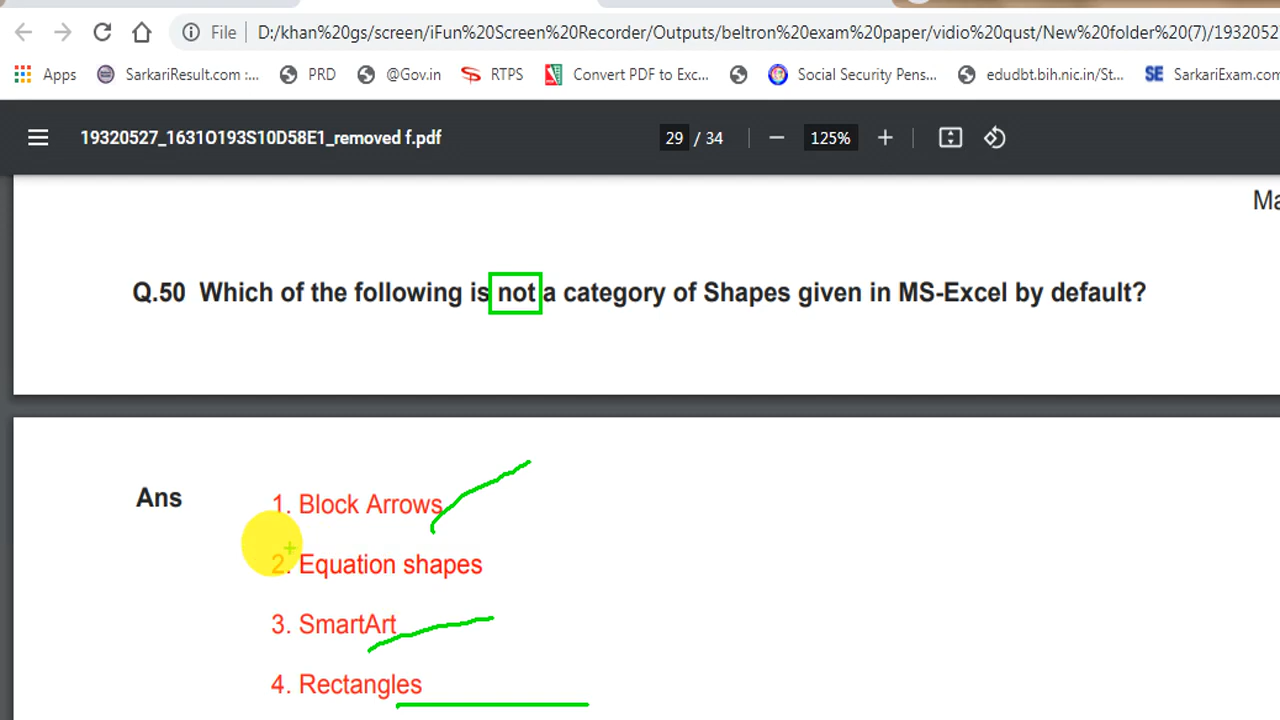 File
D:/khan%20gs/screen/iFun%20Screen%20Recorder/Outputs/beltron%20exam%20paper/vidio%20qust/New%20folder%20(7)/1932052
Apps
SarkariResult.com :...
PRD
@Gov.in
RTPS
Convert PDF to Exc...
Social Security Pens...
edudbt.bih.nic.in/St...
SE SarkariExam.com
19320527_1631O193S10D58E1_removed f.pdf
29 / 34
125%
Ma
Q.50 Which of the following is not a category of Shapes given in MS-Excel by default?
Ans
1. Block Arrows
2. Equation shapes
3. SmartArt
4. Rectangles